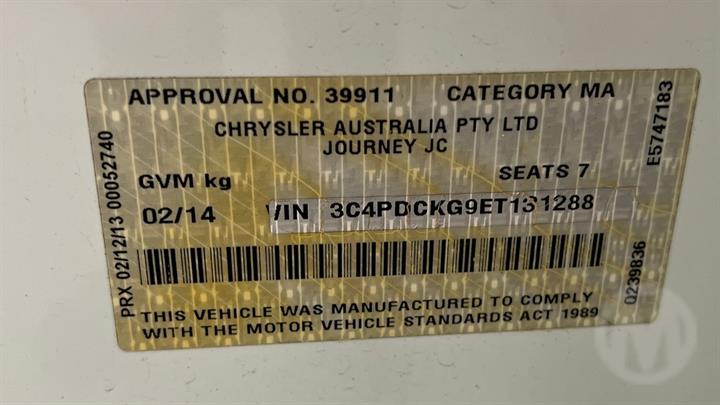 APPROVAL NO. 39911 CATEGORY MA
CHRYSLER AUSTRALIA PTY LTD
JOURNEY JC
GVM kg SEATS 7
02/14 VIN 3C4PDCKG9ET131288
THIS VEHICLE WAS MANUFACTURED TO COMPLY
WITH THE MOTOR VEHICLE STANDARDS ACT 1989
PRX 02/12/13 00052740
E5747183
0239836
M